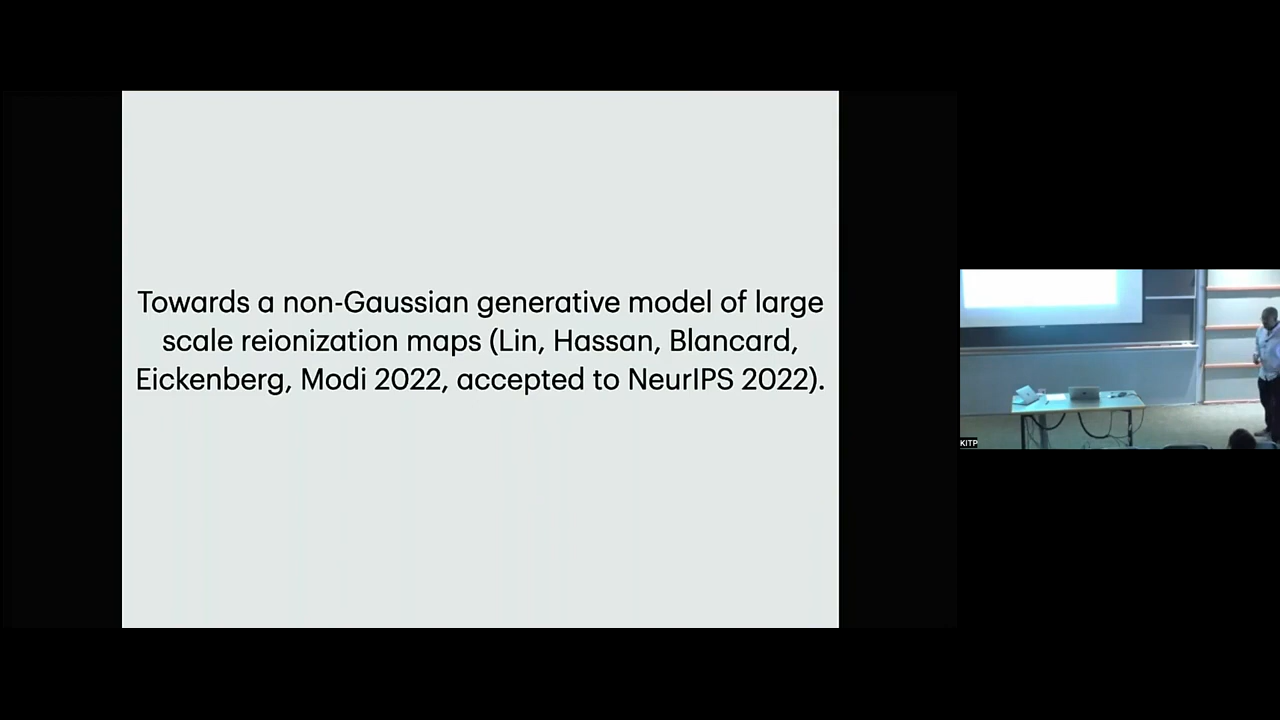 Towards a non-Gaussian generative model of large
scale reionization maps (Lin, Hassan, Blancard,
Eickenberg, Modi 2022, accepted to NeurIPS 2022).
KITP